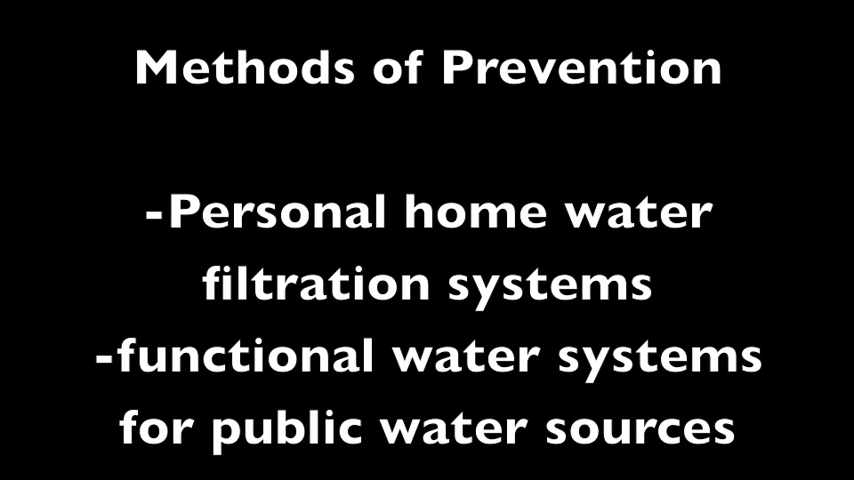 Methods of Prevention
-Personal home water
filtration systems
-functional water systems
for public water sources